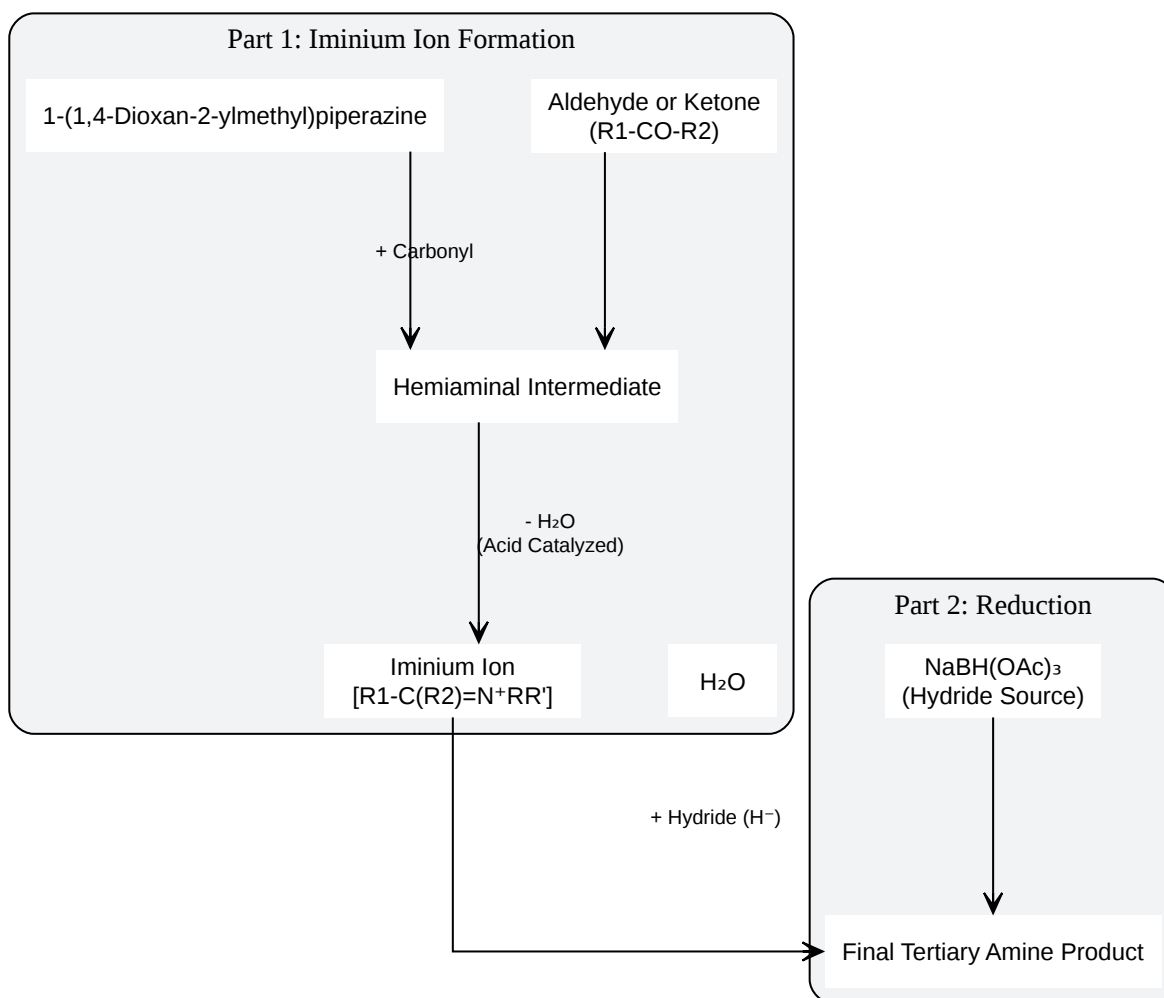 Part 1: Iminium Ion Formation
1-(1,4-Dioxan-2-ylmethyl)piperazine
Aldehyde or Ketone
(R1-CO-R2)
+ Carbonyl
Hemiaminal Intermediate
- H₂O
(Acid Catalyzed)
Iminium Ion
[R1-C(R2)=N⁺RR']
H₂O
Part 2: Reduction
NaBH(OAc)₃
(Hydride Source)
+ Hydride (H⁻)
Final Tertiary Amine Product